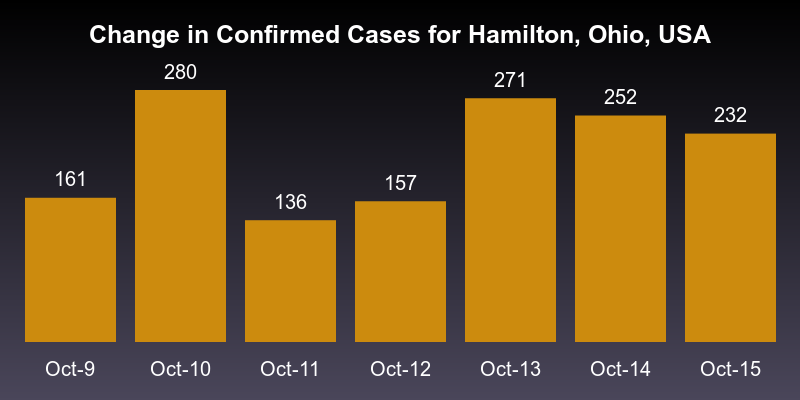 Change in Confirmed Cases for Hamilton, Ohio, USA
161
280
136
157
271
252
232
Oct-9
Oct-10
Oct-11
Oct-12
Oct-13
Oct-14
Oct-15